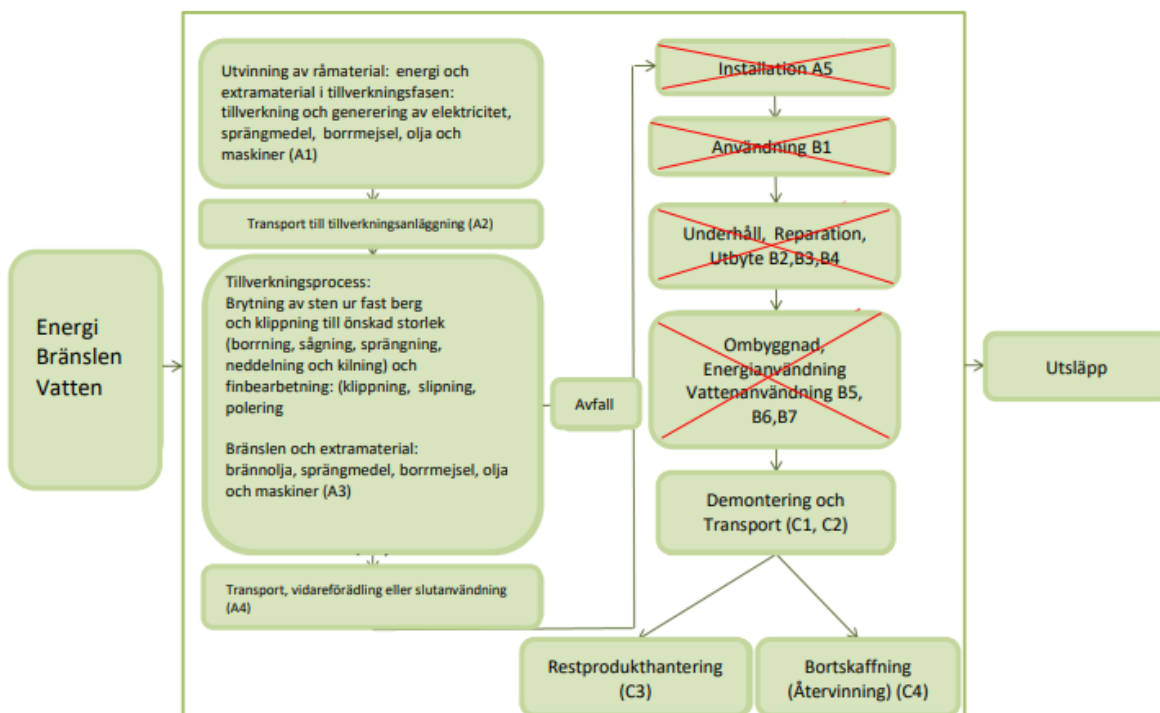 Energi
Bränslen
Vatten
Utvinning av råmaterial: energi och
extramaterial i tillverkningsfasen:
tillverkning och generering av elektricitet,
sprängmedel, borrmejsel, olja och
maskiner (A1)
Transport till tillverkningsanläggning (A2)
Tillverkningsprocess:
Brytning av sten ur fast berg
och klippning till önskad storlek
(borrning, sågning, sprängning,
neddelning och kilning) och
finbearbetning: (klippning, slipning,
polering
Bränslen och extramaterial:
brännolja, sprängmedel, borrmejsel, olja
och maskiner (A3)
Avfall
Transport, vidareförädling eller slutanvändning
(A4)
Installation A5
Användning B1
Underhåll, Reparation,
Utbyte B2,B3,B4
Ombyggnad,
Energianvändning
Vattenanvändning B5,
B6,B7
Demontering och
Transport (C1, C2)
Restprodukthantering
(C3)
Bortskaffning
(Återvinning) (C4)
Utsläpp